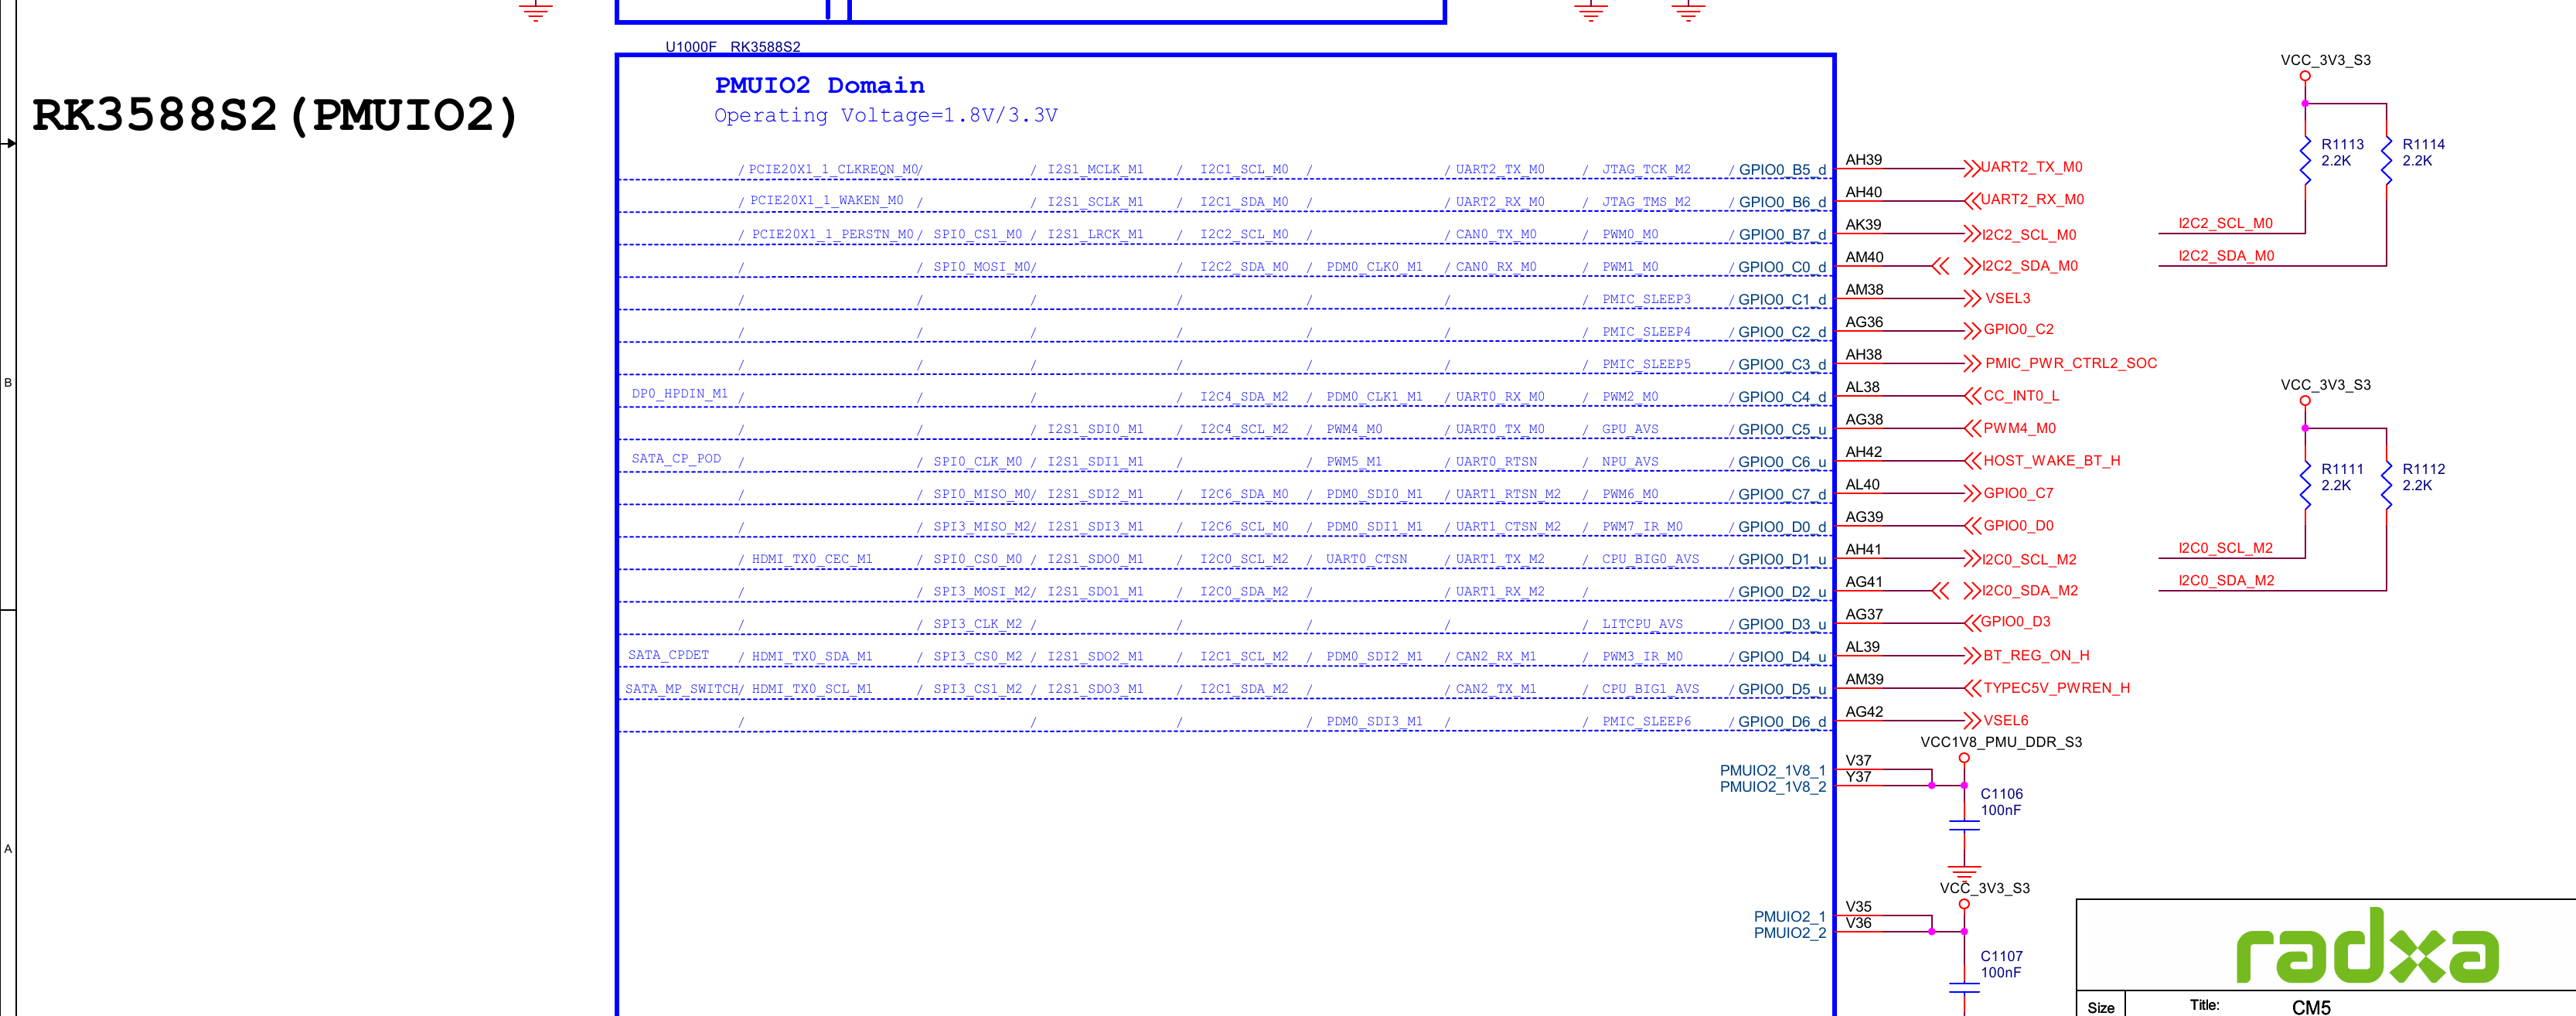 U1000F RK3588S2
RK3588S2(PMUIO2)
PMUIO2 Domain
Operating Voltage=1.8V/3.3V
/ PCIE20X1_1_CLKREQN_M0/ / I2S1_MCLK_M1 / I2C1_SCL_M0 / / UART2_TX_M0 / JTAG_TCK_M2 / GPIO0_B5_d AH39 UART2_TX_M0
/ PCIE20X1_1_WAKEN_M0 / / I2S1_SCLK_M1 / I2C1_SDA_M0 / / UART2_RX_M0 / JTAG_TMS_M2 / GPIO0_B6_d AH40 UART2_RX_M0
/ PCIE20X1_1_PERSTN_M0/ SPI0_CS1_M0 / I2S1_LRCK_M1 / I2C2_SCL_M0 / / CAN0_TX_M0 / PWM0_M0 / GPIO0_B7_d AK39 I2C2_SCL_M0
/ / SPI0_MOSI_M0/ / I2C2_SDA_M0 / PDM0_CLK0_M1 / CAN0_RX_M0 / PWM1_M0 / GPIO0_C0_d AM40 I2C2_SDA_M0
/ / / / / / / PMIC_SLEEP3 / GPIO0_C1_d AM38 VSEL3
/ / / / / / / PMIC_SLEEP4 / GPIO0_C2_d AG36 GPIO0_C2
/ / / / / / / PMIC_SLEEP5 / GPIO0_C3_d AH38 PMIC_PWR_CTRL2_SOC
DP0_HPDIN_M1 / / / / I2C4_SDA_M2 / PDM0_CLK1_M1 / UART0_RX_M0 / PWM2_M0 / GPIO0_C4_d AL38 CC_INT0_L
/ / / I2S1_SDI0_M1 / I2C4_SCL_M2 / PWM4_M0 / UART0_TX_M0 / GPU_AVS / GPIO0_C5_u AG38 PWM4_M0
SATA_CP_POD / / SPI0_CLK_M0 / I2S1_SDI1_M1 / / PWM5_M1 / UART0_RTSN / NPU_AVS / GPIO0_C6_u AH42 HOST_WAKE_BT_H
/ / SPI0_MISO_M0/ I2S1_SDI2_M1 / I2C6_SDA_M0 / PDM0_SDI0_M1 / UART1_RTSN_M2 / PWM6_M0 / GPIO0_C7_d AL40 GPIO0_C7
/ / SPI3_MISO_M2/ I2S1_SDI3_M1 / I2C6_SCL_M0 / PDM0_SDI1_M1 / UART1_CTSN_M2 / PWM7_IR_M0 / GPIO0_D0_d AG39 GPIO0_D0
/ HDMI_TX0_CEC_M1 / SPI0_CS0_M0 / I2S1_SDO0_M1 / I2C0_SCL_M2 / UART0_CTSN / UART1_TX_M2 / CPU_BIG0_AVS / GPIO0_D1_u AH41 I2C0_SCL_M2
/ / SPI3_MOSI_M2/ I2S1_SDO1_M1 / I2C0_SDA_M2 / / UART1_RX_M2 / / GPIO0_D2_u AG41 I2C0_SDA_M2
/ / SPI3_CLK_M2 / / / / / LITCPU_AVS / GPIO0_D3_u AG37 GPIO0_D3
SATA_CPDET / HDMI_TX0_SDA_M1 / SPI3_CS0_M2 / I2S1_SDO2_M1 / I2C1_SCL_M2 / PDM0_SDI2_M1 / CAN2_RX_M1 / PWM3_IR_M0 / GPIO0_D4_u AL39 BT_REG_ON_H
SATA_MP_SWITCH/ HDMI_TX0_SCL_M1 / SPI3_CS1_M2 / I2S1_SDO3_M1 / I2C1_SDA_M2 / / CAN2_TX_M1 / CPU_BIG1_AVS / GPIO0_D5_u AM39 TYPEC5V_PWREN_H
/ / / / PDM0_SDI3_M1 / / PMIC_SLEEP6 / GPIO0_D6_d AG42 VSEL6
VCC1V8_PMU_DDR_S3
PMUIO2_1V8_1 V37
PMUIO2_1V8_2 Y37
C1106
100nF
VCC_3V3_S3
PMUIO2_1 V35
PMUIO2_2 V36
C1107
100nF
VCC_3V3_S3
R1113 R1114
2.2K 2.2K
I2C2_SCL_M0
I2C2_SDA_M0
VCC_3V3_S3
R1111 R1112
2.2K 2.2K
I2C0_SCL_M2
I2C0_SDA_M2
B
A
radxa
Size Title: CM5